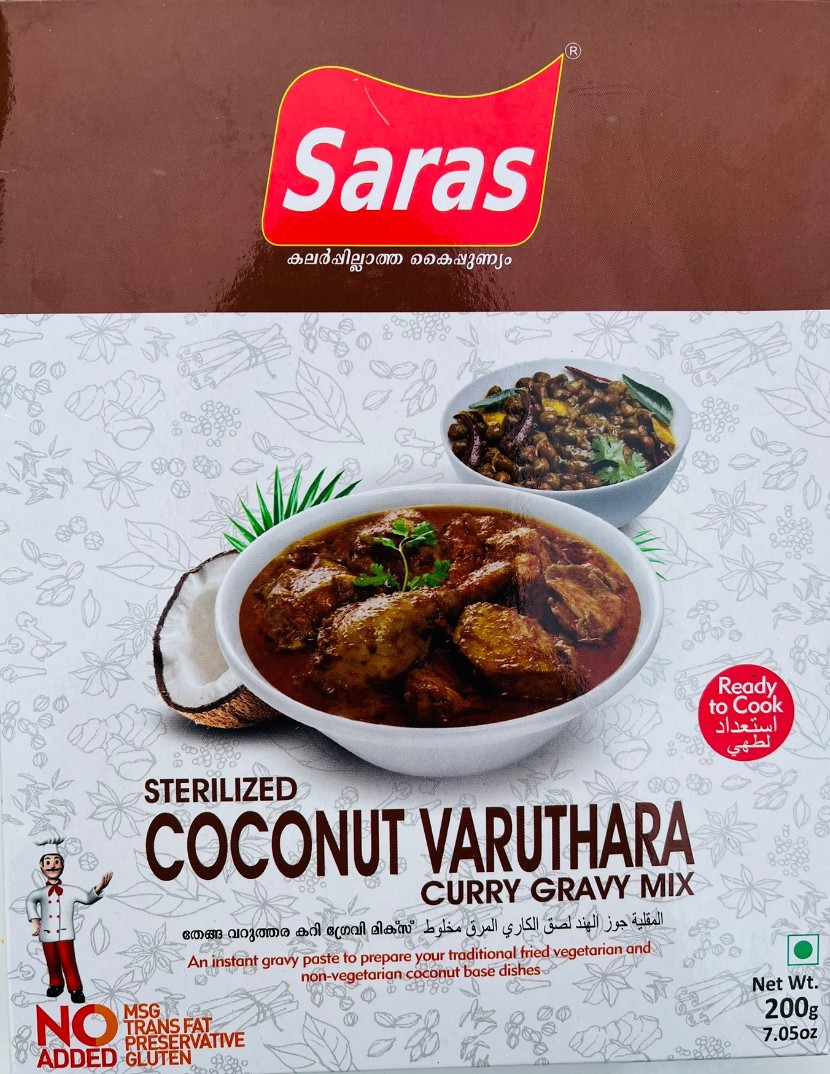 Saras
®
കലർപ്പില്ലാത്ത കൈപ്പുണ്യം
Ready
to Cook
استعداد
لطهي
STERILIZED
COCONUT VARUTHARA
CURRY GRAVY MIX
തേങ്ങ വറുത്തര കറി ഗ്രേവി മിക്സ് المقلية جوز الهند لصق الكاري المرق مخلوط
An instant gravy paste to prepare your traditional fried vegetarian and
non-vegetarian coconut base dishes
NO
ADDED
MSG
TRANS FAT
PRESERVATIVE
GLUTEN
Net Wt.
200g
7.05oz